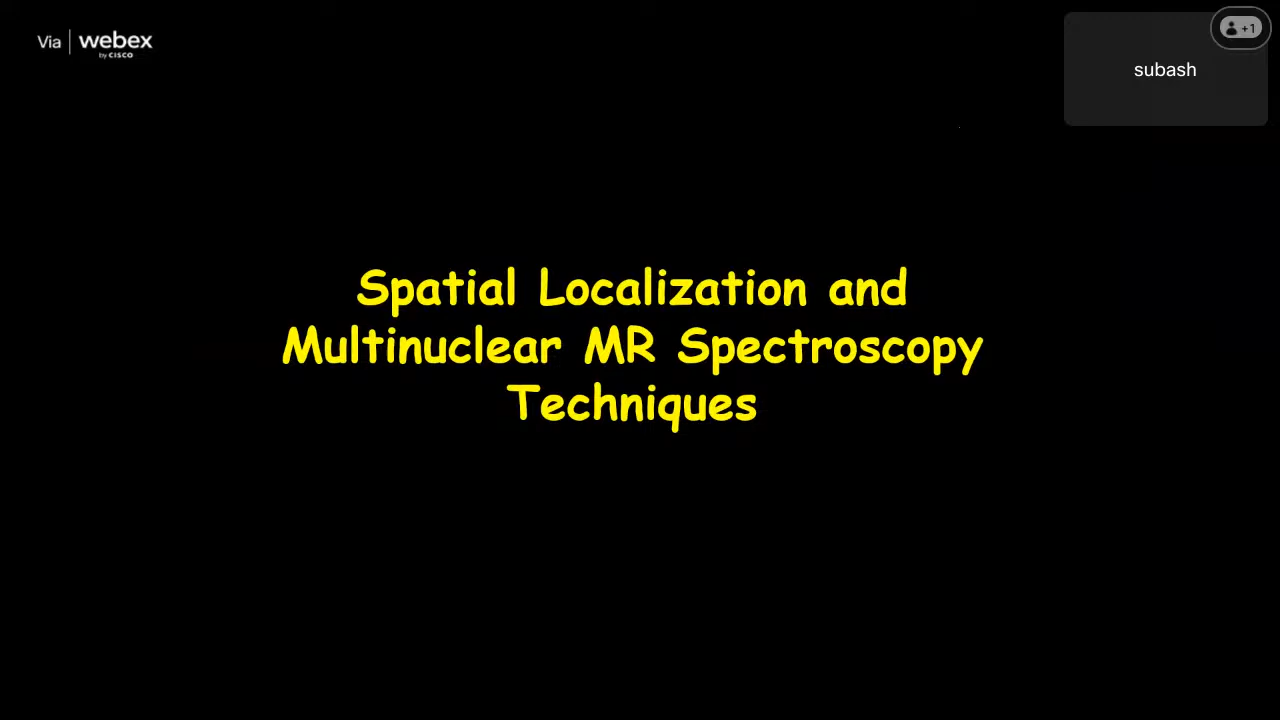 Via webex
by CISCO
+1
subash
Spatial Localization and
Multinuclear MR Spectroscopy
Techniques